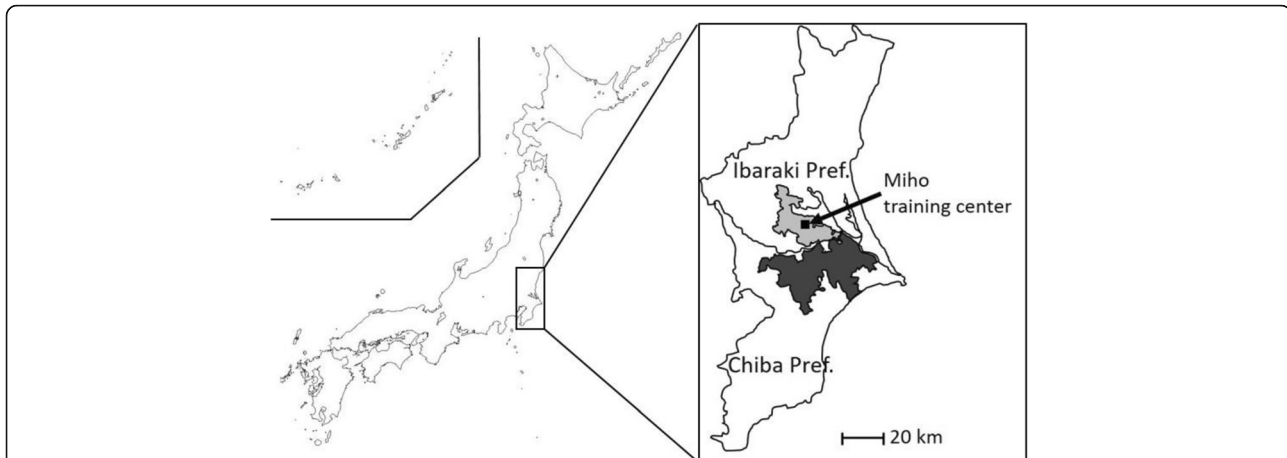 Ibaraki Pref.
Miho
training center
Chiba Pref.
20 km